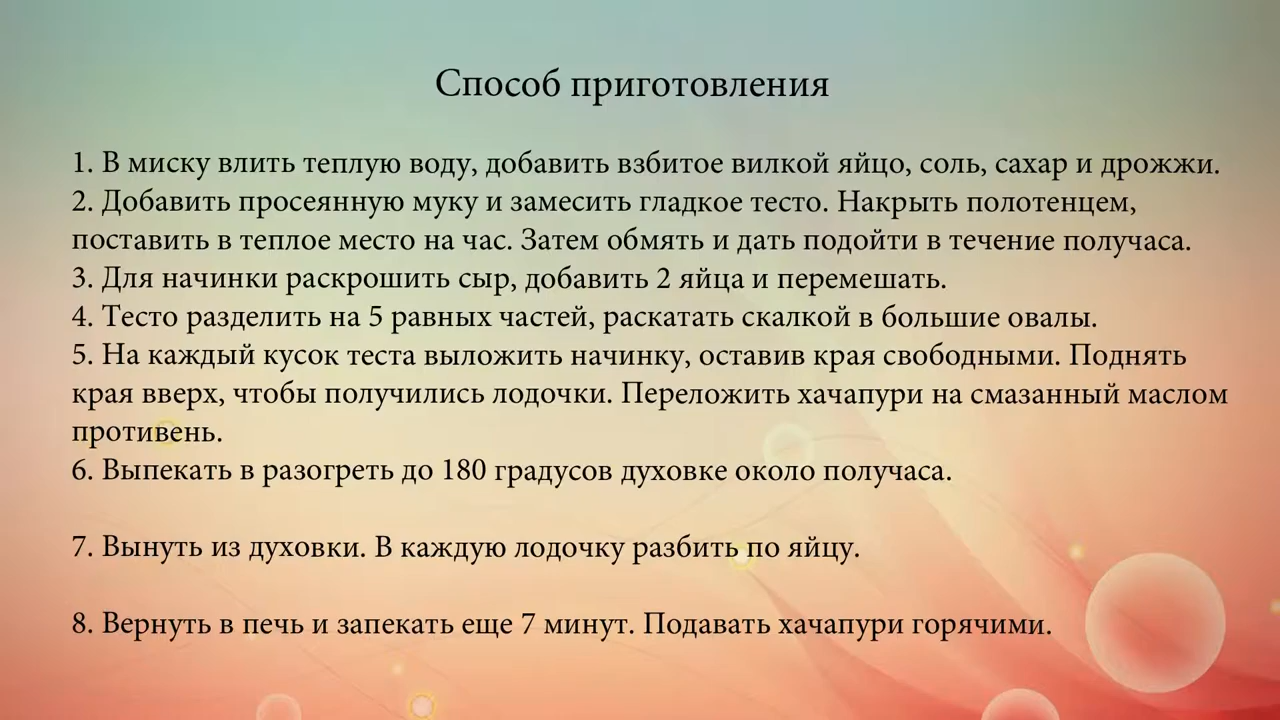 Способ приготовления
1. В миску влить теплую воду, добавить взбитое вилкой яйцо, соль, сахар и дрожжи.
2. Добавить просеянную муку и замесить гладкое тесто. Накрыть полотенцем,
поставить в теплое место на час. Затем обмять и дать подойти в течение получаса.
3. Для начинки раскрошить сыр, добавить 2 яйца и перемешать.
4. Тесто разделить на 5 равных частей, раскатать скалкой в большие овалы.
5. На каждый кусок теста выложить начинку, оставив края свободными. Поднять
края вверх, чтобы получились лодочки. Переложить хачапури на смазанный маслом
противень.
6. Выпекать в разогреть до 180 градусов духовке около получаса.
7. Вынуть из духовки. В каждую лодочку разбить по яйцу.
8. Вернуть в печь и запекать еще 7 минут. Подавать хачапури горячими.